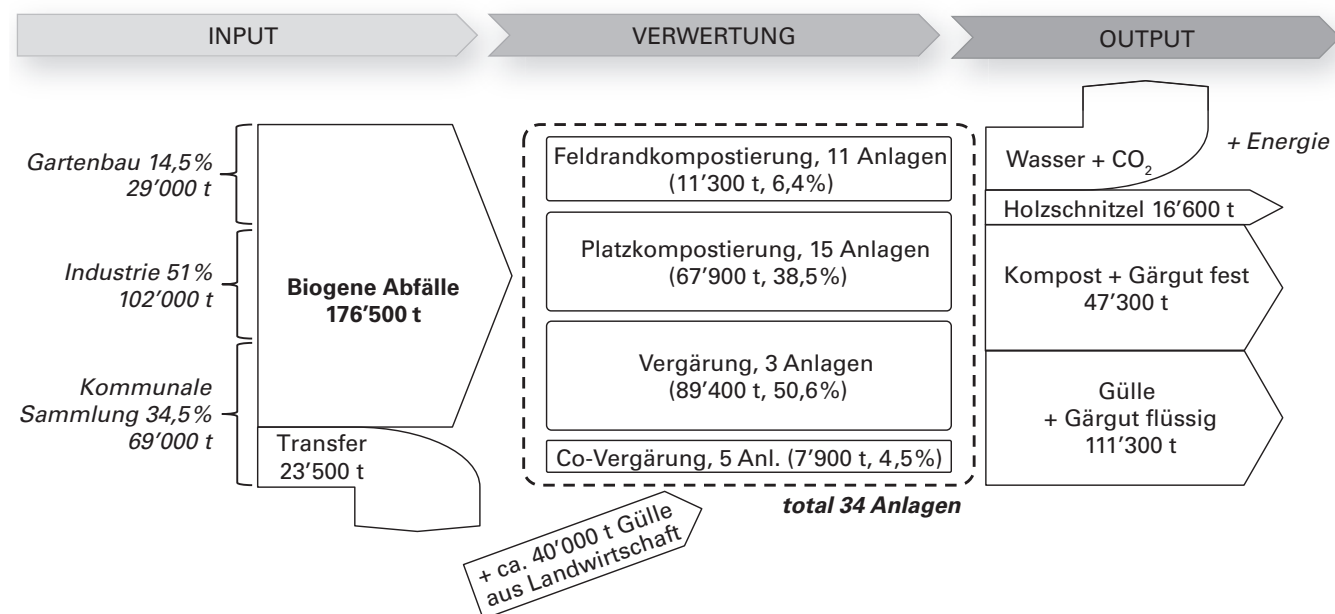 INPUT
VERWERTUNG
OUTPUT
Gartenbau 14,5%
29’000 t
Industrie 51%
102’000 t
Kommunale
Sammlung 34,5%
69’000 t
Biogene Abfälle
176’500 t
Transfer
23’500 t
Feldrandkompostierung, 11 Anlagen
(11’300 t, 6,4%)
Platzkompostierung, 15 Anlagen
(67’900 t, 38,5%)
Vergärung, 3 Anlagen
(89’400 t, 50,6%)
Co-Vergärung, 5 Anl. (7’900 t, 4,5%)
total 34 Anlagen
+ ca. 40’000 t Gülle
aus Landwirtschaft
Wasser + CO₂
+ Energie
Holzschnitzel 16’600 t
Kompost + Gärgut fest
47’300 t
Gülle
+ Gärgut flüssig
111’300 t